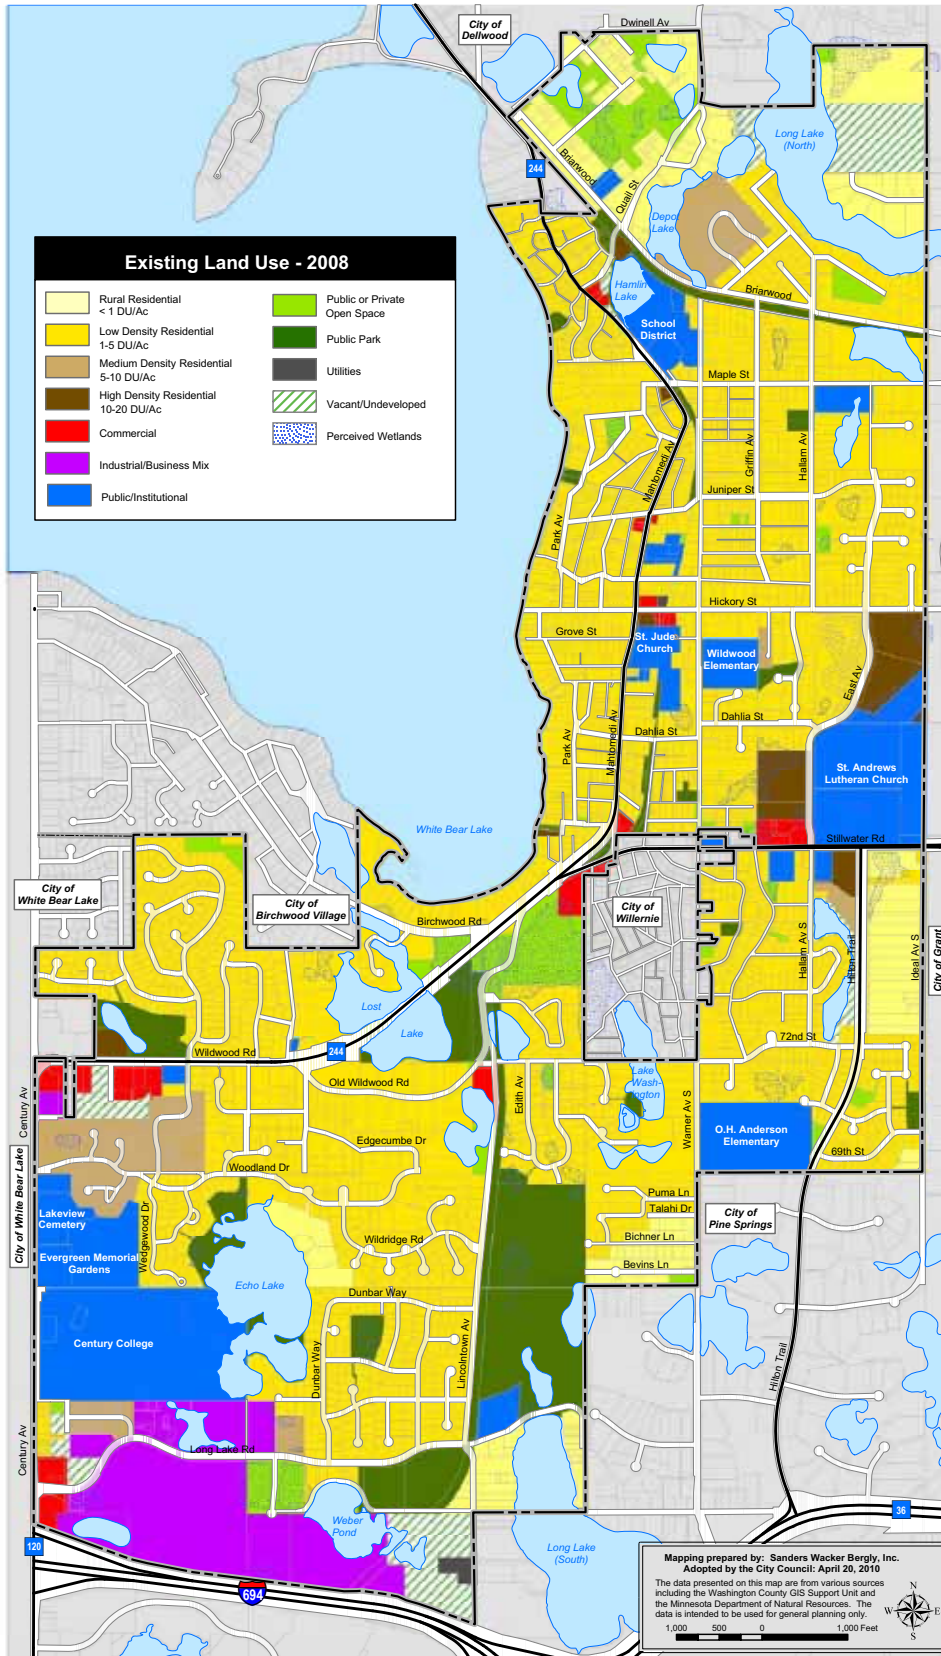 City of
Dellwood
Dwinell Av
Long Lake
(North)
244
Briarwood
Quail St
Depot
Lake
Existing Land Use - 2008
Rural Residential
< 1 DU/Ac
Low Density Residential
1-5 DU/Ac
Medium Density Residential
5-10 DU/Ac
High Density Residential
10-20 DU/Ac
Commercial
Industrial/Business Mix
Public/Institutional
Public or Private
Open Space
Public Park
Utilities
Vacant/Undeveloped
Perceived Wetlands
Hamlin
Lake
Briarwood
School
District
Maple St
Mahtomedi Av
Griffin Av
Hallam Av
Juniper St
Park Av
Hickory St
Grove St
St. Jude
Church
Wildwood
Elementary
East Av
Dahlia St
Dahlia St
Park Av
Mahtomedi Av
St. Andrews
Lutheran Church
White Bear Lake
Stillwater Rd
City of
White Bear Lake
City of
Birchwood Village
City of
Willernie
Birchwood Rd
Hallam Av S
Hilton Trail
Ideal Av S
City of Grant
Lost
Lake
72nd St
Wildwood Rd
244
Old Wildwood Rd
Edith Av
Lake
Wash-
ington
Warner Av S
Century Av
O.H. Anderson
Elementary
Edgecumbe Dr
69th St
Woodland Dr
City of White Bear Lake
Lakeview
Cemetery
Wedgewood Dr
Puma Ln
Talahi Dr
City of
Pine Springs
Wildridge Rd
Bichner Ln
Evergreen Memorial
Gardens
Bevins Ln
Echo Lake
Dunbar Way
Century College
Dunbar Way
Lincolntown Av
Hilton Trail
Century Av
Long Lake Rd
Weber
Pond
36
120
Long Lake
(South)
694
Mapping prepared by: Sanders Wacker Bergly, Inc.
Adopted by the City Council: April 20, 2010
The data presented on this map are from various sources
including the Washington County GIS Support Unit and
the Minnesota Department of Natural Resources. The
data is intended to be used for general planning only.
N
W E
S
1,000 500 0 1,000 Feet